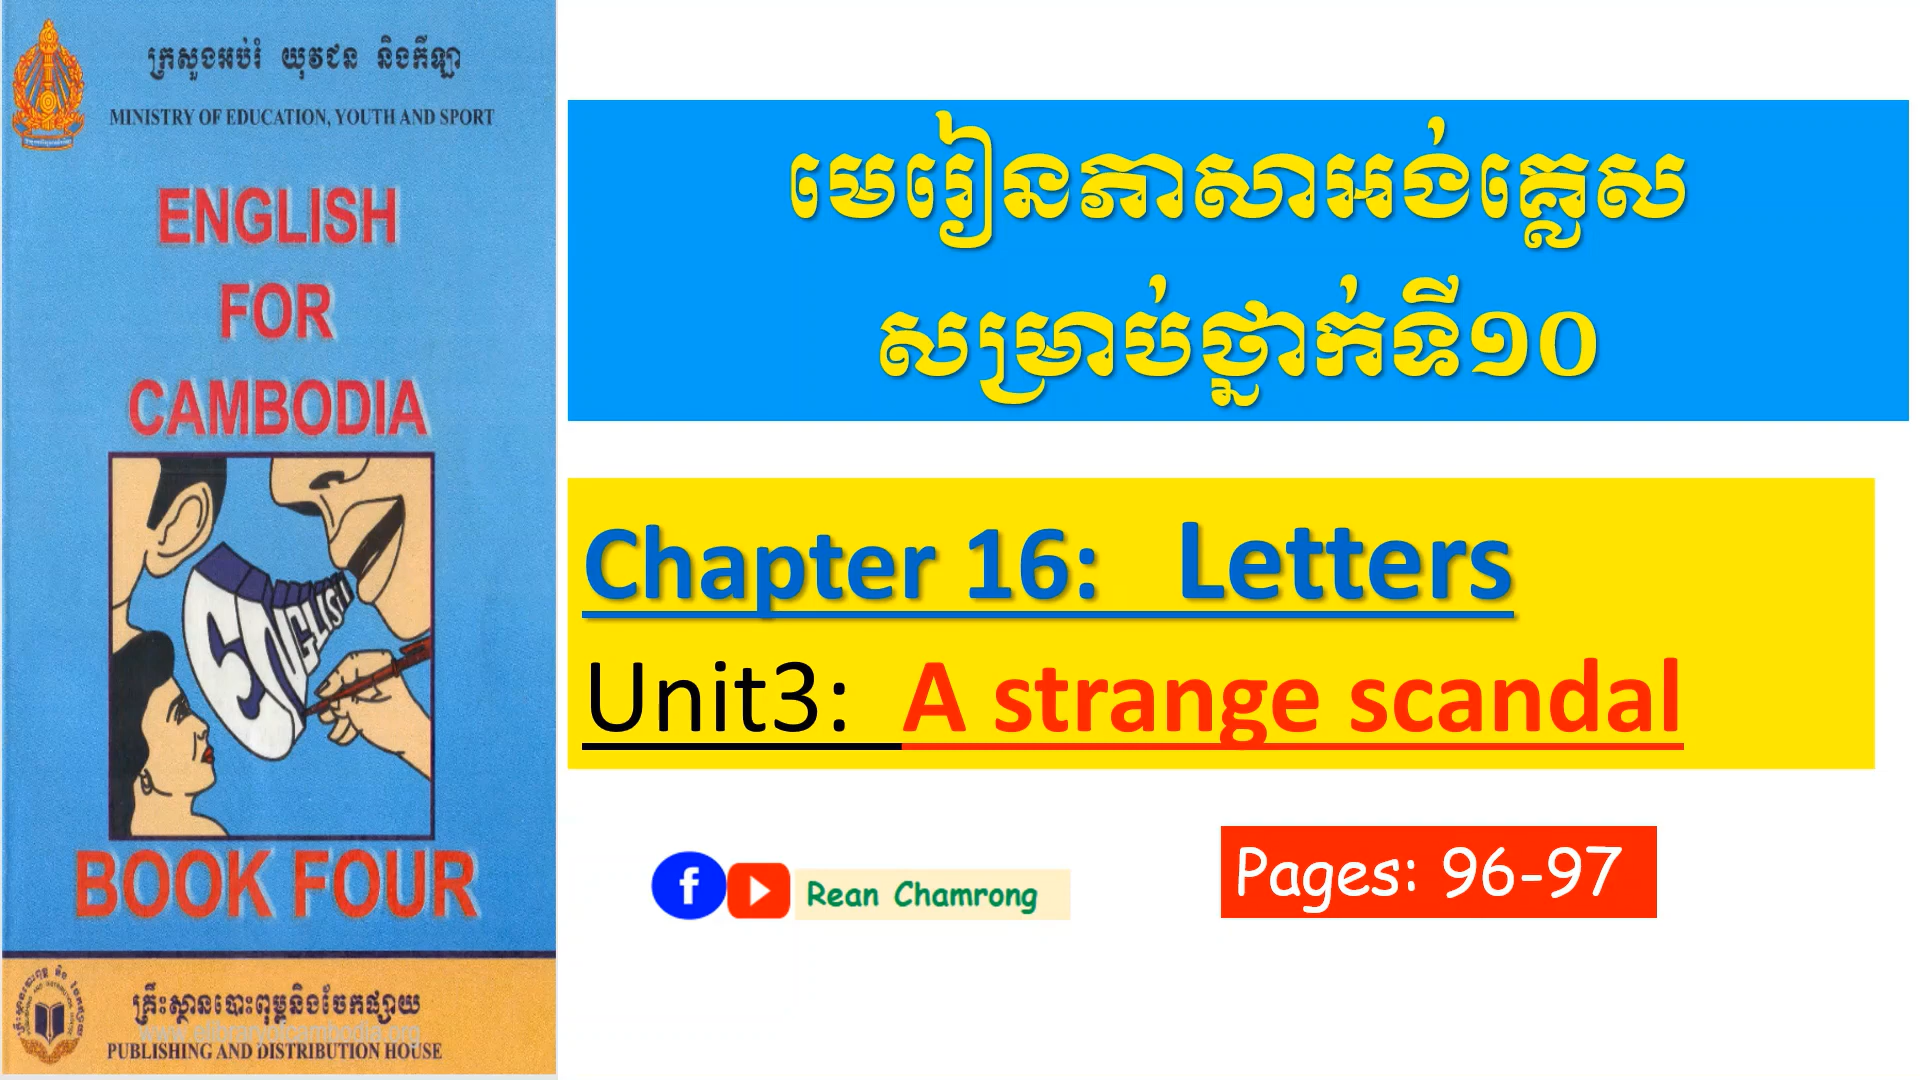 ក្រសួងអប់រំ យុវជន និងកីឡា
MINISTRY OF EDUCATION, YOUTH AND SPORT
ENGLISH
FOR
CAMBODIA
ENGLISH
BOOK FOUR
គ្រឹះស្ថានបោះពុម្ពនិងចែកផ្សាយ
www.elibraryofcambodia.org
PUBLISHING AND DISTRIBUTION HOUSE
មេរៀនភាសាអង់គ្លេស
សម្រាប់ថ្នាក់ទី១០
Chapter 16: Letters
Unit3: A strange scandal
f
Rean Chamrong
Pages: 96-97